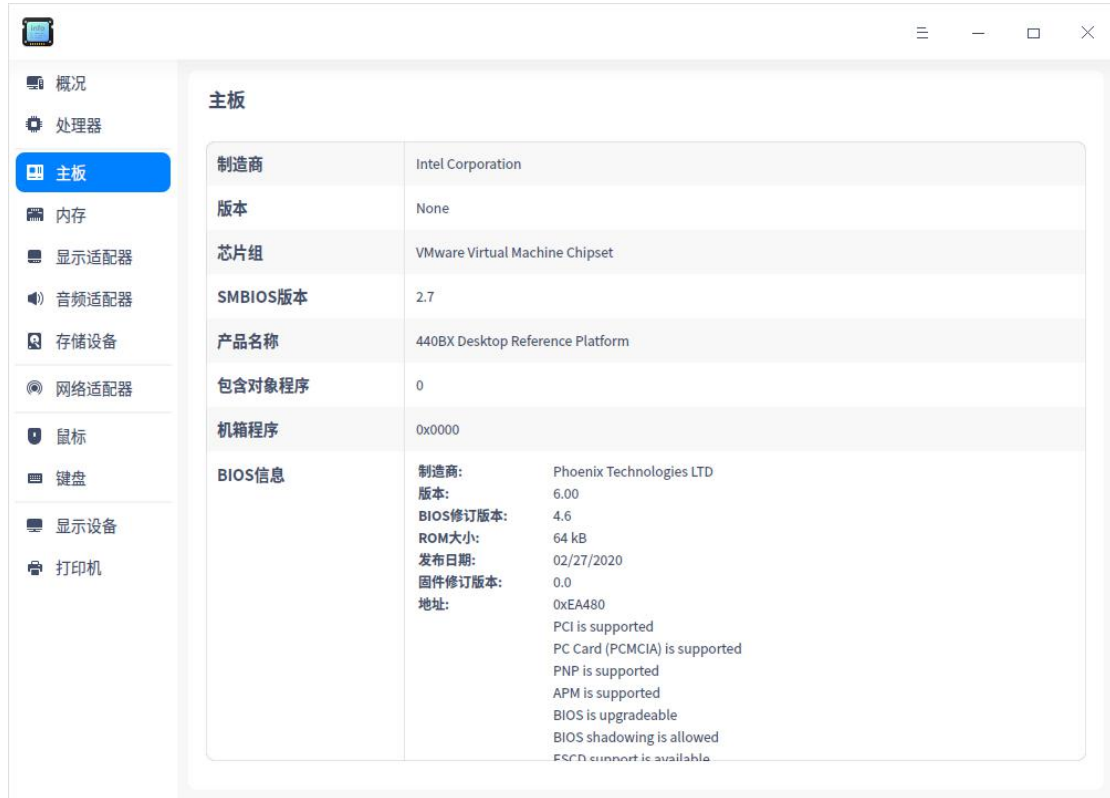 概况
处理器
主板
内存
显示适配器
音频适配器
存储设备
网络适配器
鼠标
键盘
显示设备
打印机
主板
制造商 Intel Corporation
版本 None
芯片组 VMware Virtual Machine Chipset
SMBIOS版本 2.7
产品名称 440BX Desktop Reference Platform
包含对象程序 0
机箱程序 0x0000
BIOS信息 制造商: Phoenix Technologies LTD
版本: 6.00
BIOS修订版本: 4.6
ROM大小: 64 kB
发布日期: 02/27/2020
固件修订版本: 0.0
地址: 0xEA480
PCI is supported
PC Card (PCMCIA) is supported
PNP is supported
APM is supported
BIOS is upgradeable
BIOS shadowing is allowed
ESCD support is available